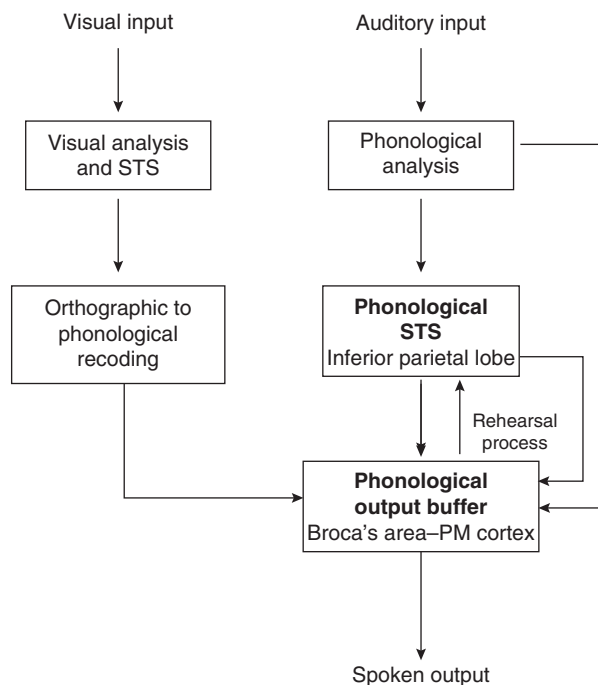 Visual input
Auditory input
Visual analysis
and STS
Phonological
analysis
Orthographic to
phonological
recoding
Phonological
STS
Inferior parietal lobe
Rehearsal
process
Phonological
output buffer
Broca's area–PM cortex
Spoken output